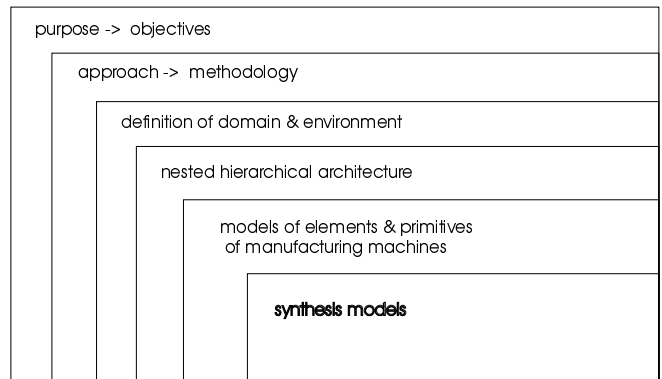 purpose -> objectives
approach -> methodology
definition of domain & environment
nested hierarchical architecture
models of elements & primitives
of manufacturing machines
synthesis models